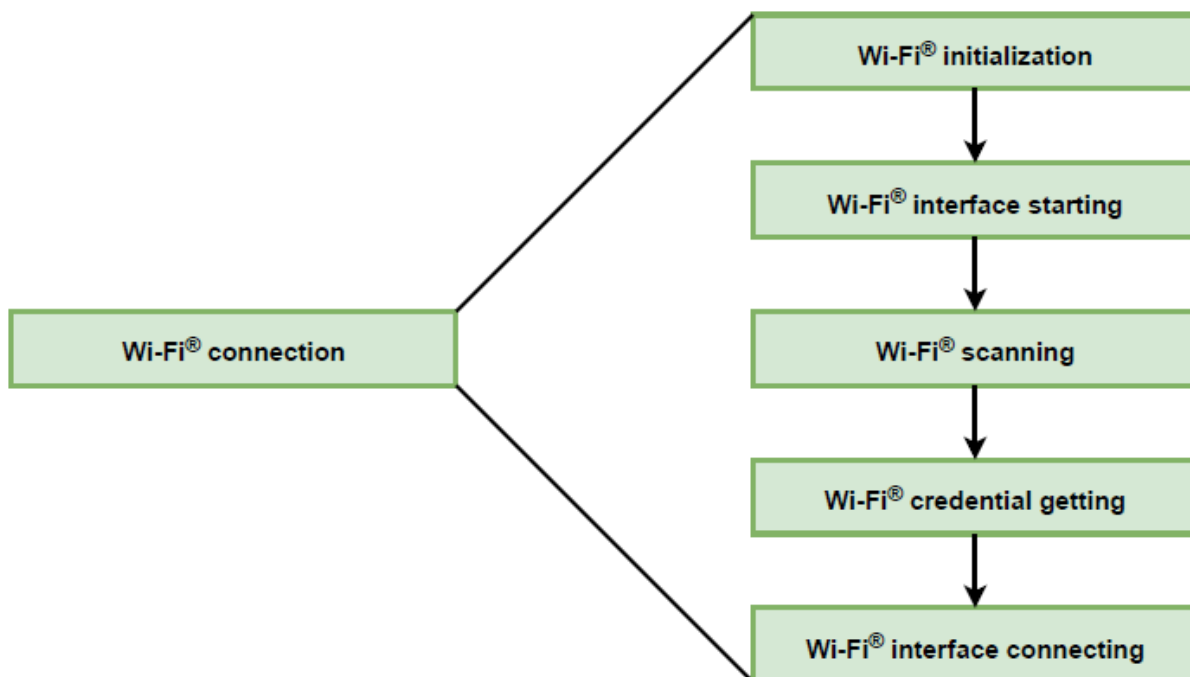 Wi-Fi® initialization
Wi-Fi® interface starting
Wi-Fi® connection
Wi-Fi® scanning
Wi-Fi® credential getting
Wi-Fi® interface connecting